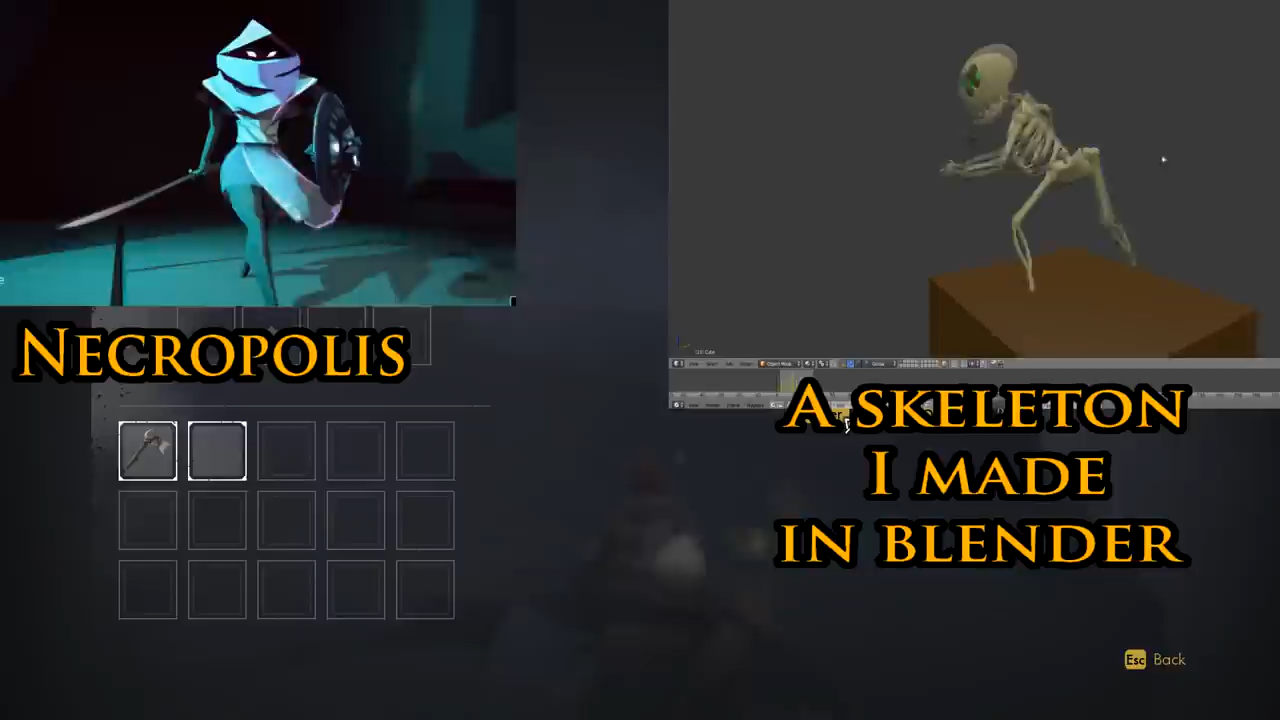 e
NECROPOLIS
A SKELETON
I MADE
IN BLENDER
Esc Back